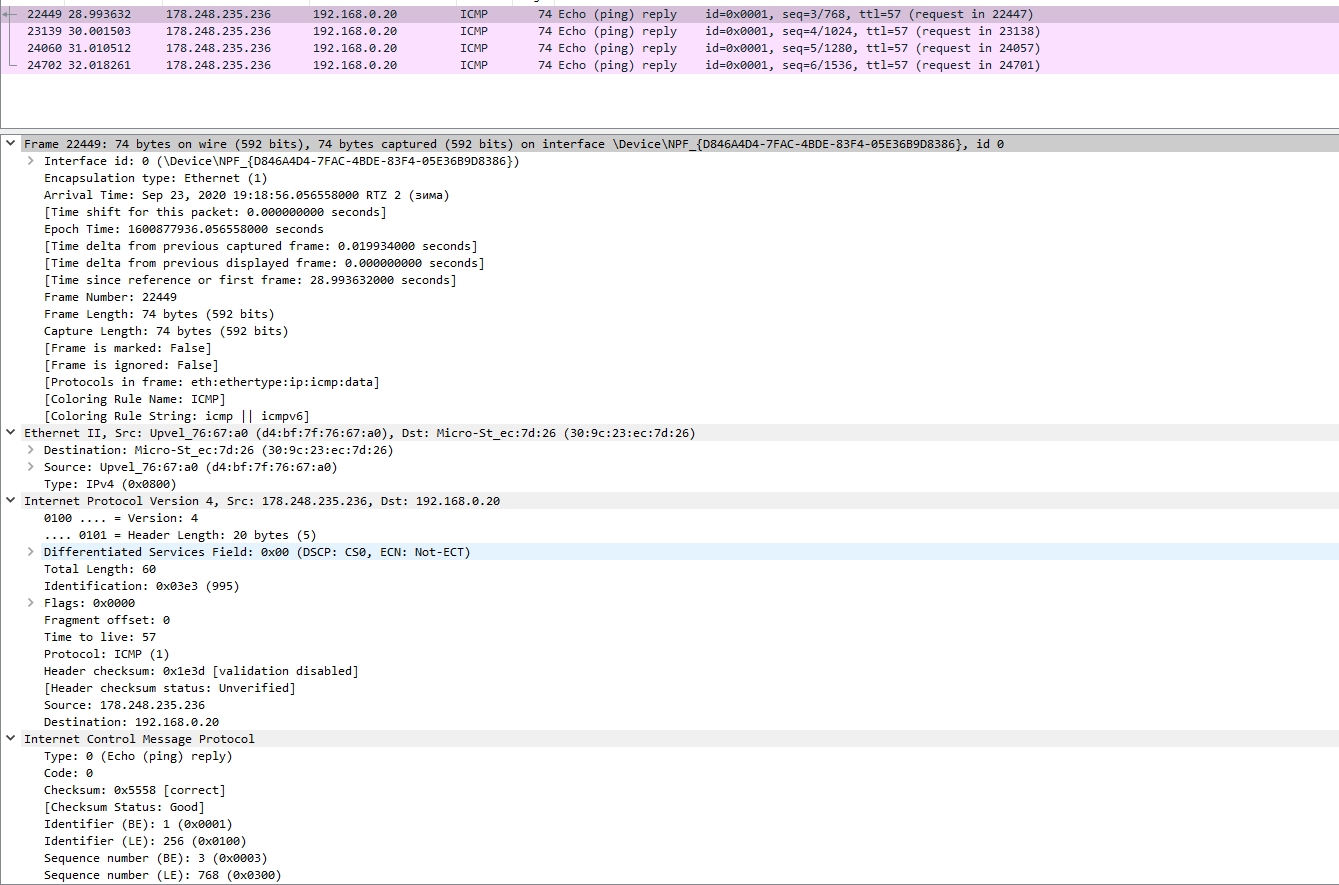 22449 28.993632 178.248.235.236 192.168.0.20 ICMP 74 Echo (ping) reply id=0x0001, seq=3/768, ttl=57 (request in 22447)
23139 30.001503 178.248.235.236 192.168.0.20 ICMP 74 Echo (ping) reply id=0x0001, seq=4/1024, ttl=57 (request in 23138)
24060 31.010512 178.248.235.236 192.168.0.20 ICMP 74 Echo (ping) reply id=0x0001, seq=5/1280, ttl=57 (request in 24057)
24702 32.018261 178.248.235.236 192.168.0.20 ICMP 74 Echo (ping) reply id=0x0001, seq=6/1536, ttl=57 (request in 24701)
Frame 22449: 74 bytes on wire (592 bits), 74 bytes captured (592 bits) on interface \Device\NPF_{D846A4D4-7FAC-4BDE-83F4-05E36B9D8386}, id 0
Interface id: 0 (\Device\NPF_{D846A4D4-7FAC-4BDE-83F4-05E36B9D8386})
Encapsulation type: Ethernet (1)
Arrival Time: Sep 23, 2020 19:18:56.056558000 RTZ 2 (зима)
[Time shift for this packet: 0.000000000 seconds]
Epoch Time: 1600877936.056558000 seconds
[Time delta from previous captured frame: 0.019934000 seconds]
[Time delta from previous displayed frame: 0.000000000 seconds]
[Time since reference or first frame: 28.993632000 seconds]
Frame Number: 22449
Frame Length: 74 bytes (592 bits)
Capture Length: 74 bytes (592 bits)
[Frame is marked: False]
[Frame is ignored: False]
[Protocols in frame: eth:ethertype:ip:icmp:data]
[Coloring Rule Name: ICMP]
[Coloring Rule String: icmp || icmpv6]
Ethernet II, Src: Upvel_76:67:a0 (d4:bf:7f:76:67:a0), Dst: Micro-St_ec:7d:26 (30:9c:23:ec:7d:26)
Destination: Micro-St_ec:7d:26 (30:9c:23:ec:7d:26)
Source: Upvel_76:67:a0 (d4:bf:7f:76:67:a0)
Type: IPv4 (0x0800)
Internet Protocol Version 4, Src: 178.248.235.236, Dst: 192.168.0.20
0100 .... = Version: 4
.... 0101 = Header Length: 20 bytes (5)
Differentiated Services Field: 0x00 (DSCP: CS0, ECN: Not-ECT)
Total Length: 60
Identification: 0x03e3 (995)
Flags: 0x0000
Fragment offset: 0
Time to live: 57
Protocol: ICMP (1)
Header checksum: 0x1e3d [validation disabled]
[Header checksum status: Unverified]
Source: 178.248.235.236
Destination: 192.168.0.20
Internet Control Message Protocol
Type: 0 (Echo (ping) reply)
Code: 0
Checksum: 0x5558 [correct]
[Checksum Status: Good]
Identifier (BE): 1 (0x0001)
Identifier (LE): 256 (0x0100)
Sequence number (BE): 3 (0x0003)
Sequence number (LE): 768 (0x0300)